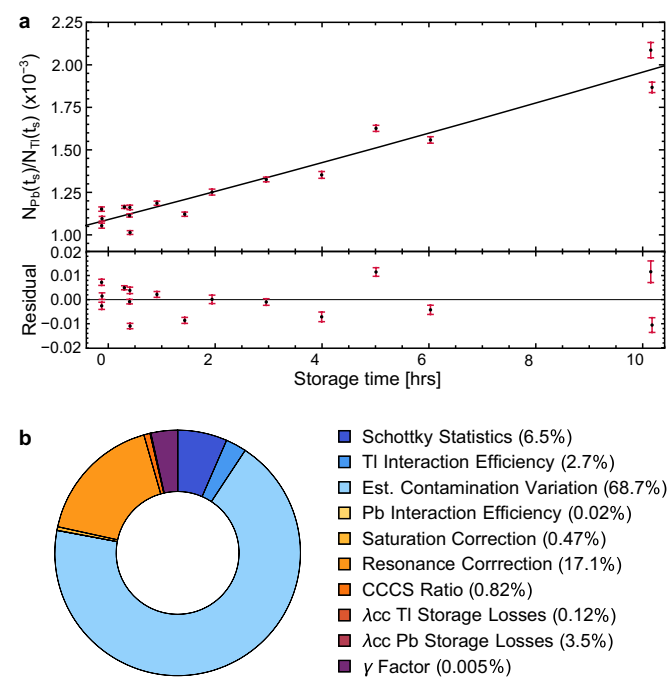 a
N_Pb(t_s)/N_Tl(t_s) (x10⁻³)
2.25
2.00
1.75
1.50
1.25
1.00
Residual
0.02
0.01
0.00
−0.01
−0.02
0 2 4 6 8 10
Storage time [hrs]
b
Schottky Statistics (6.5%)
Tl Interaction Efficiency (2.7%)
Est. Contamination Variation (68.7%)
Pb Interaction Efficiency (0.02%)
Saturation Correction (0.47%)
Resonance Corrrection (17.1%)
CCCS Ratio (0.82%)
λcc Tl Storage Losses (0.12%)
λcc Pb Storage Losses (3.5%)
γ Factor (0.005%)